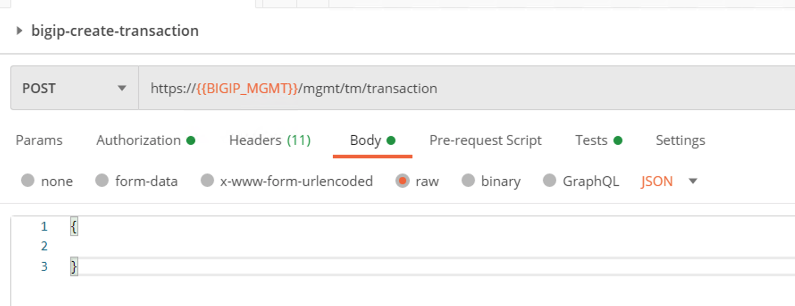 bigip-create-transaction
POST https://{{BIGIP_MGMT}}/mgmt/tm/transaction
Params Authorization Headers (11) Body Pre-request Script Tests Settings
none form-data x-www-form-urlencoded raw binary GraphQL JSON
1 {
2
3 }